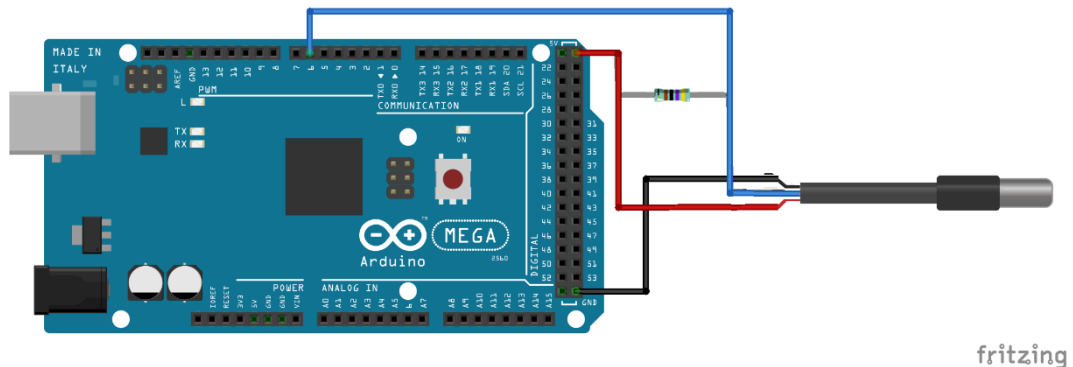 5V
MADE IN
ITALY
AREF
GND
13
12
11
10
9
8
7
6
5
4
3
2
TX0 ◄ 1
RX0 ► 0
TX3 14
RX3 15
TX2 16
RX2 17
TX1 18
RX1 19
SDA 20
SCL 21
PWM
COMMUNICATION
L
TX
RX
ON
22
24
26
28
30 31
32 33
34 35
36 37
38 39
40 41
42 43
44 45
46 47
48 49
50 51
52 53
GND
DIGITAL
Arduino
™
MEGA
2560
POWER
ANALOG IN
IOREF
RESET
3V3
5V
GND
GND
VIN
A0
A1
A2
A3
A4
A5
6
A7
A8
A9
A10
A11
A12
A13
A14
A15
fritzing